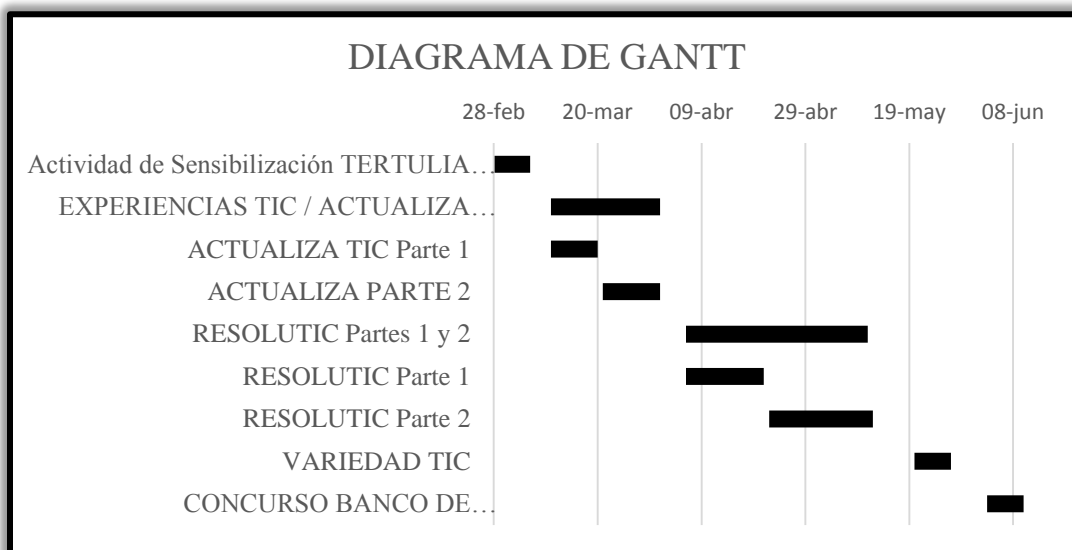 DIAGRAMA DE GANTT
28-feb 20-mar 09-abr 29-abr 19-may 08-jun
Actividad de Sensibilización TERTULIA…
EXPERIENCIAS TIC / ACTUALIZA…
ACTUALIZA TIC Parte 1
ACTUALIZA PARTE 2
RESOLUTIC Partes 1 y 2
RESOLUTIC Parte 1
RESOLUTIC Parte 2
VARIEDAD TIC
CONCURSO BANCO DE…